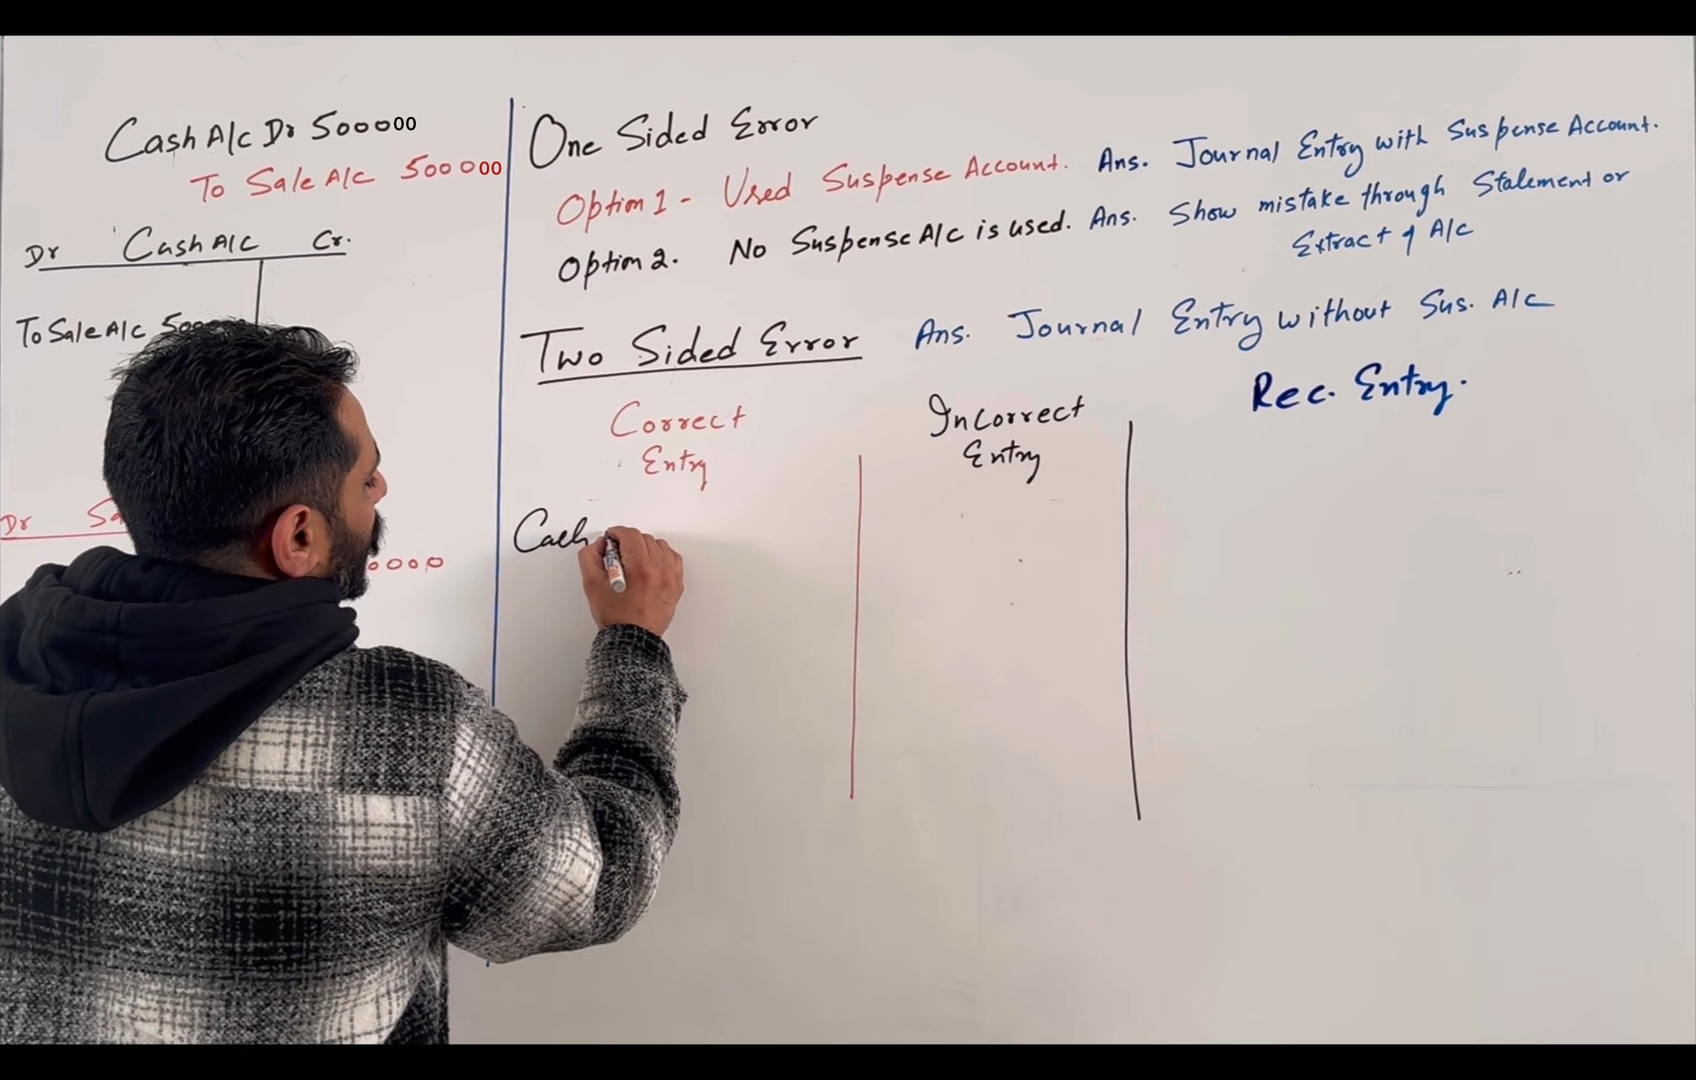 Cash A/c Dr 500000
To Sale A/c 500000
Dr Cash A/c Cr.
To Sale A/c
Dr
0000
One Sided Error
Option 1 - Used Suspense Account. Ans. Journal Entry with Suspense Account.
Option 2. No Suspense A/c is used. Ans. Show mistake through Statement or
Extract of A/c
Two Sided Error Ans. Journal Entry without Sus. A/c
Correct
Entry
Incorrect
Entry
Rec. Entry.
Cash